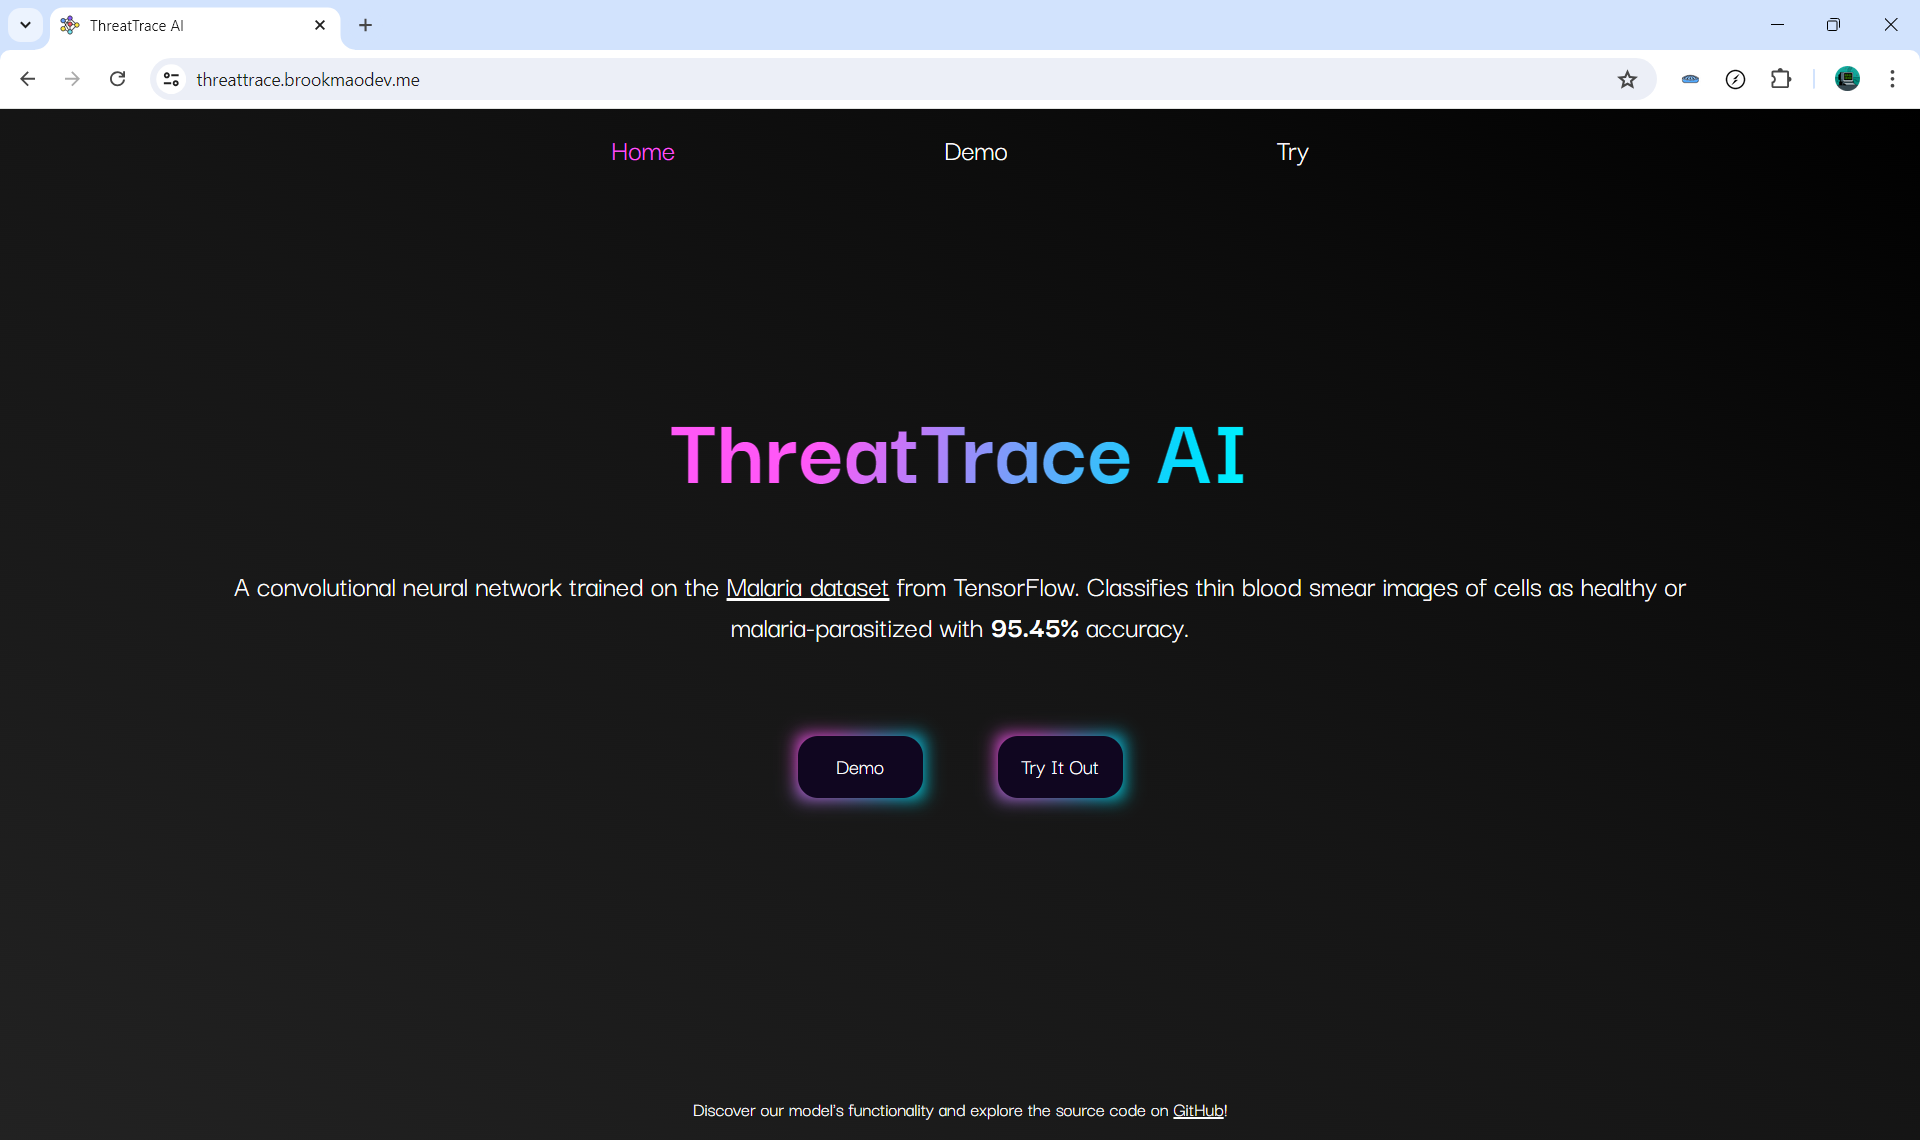 ThreatTrace AI
threattrace.brookmaodev.me
Home Demo Try
ThreatTrace AI
A convolutional neural network trained on the Malaria dataset from TensorFlow. Classifies thin blood smear images of cells as healthy or
malaria-parasitized with 95.45% accuracy.
Demo Try It Out
Discover our model's functionality and explore the source code on GitHub!